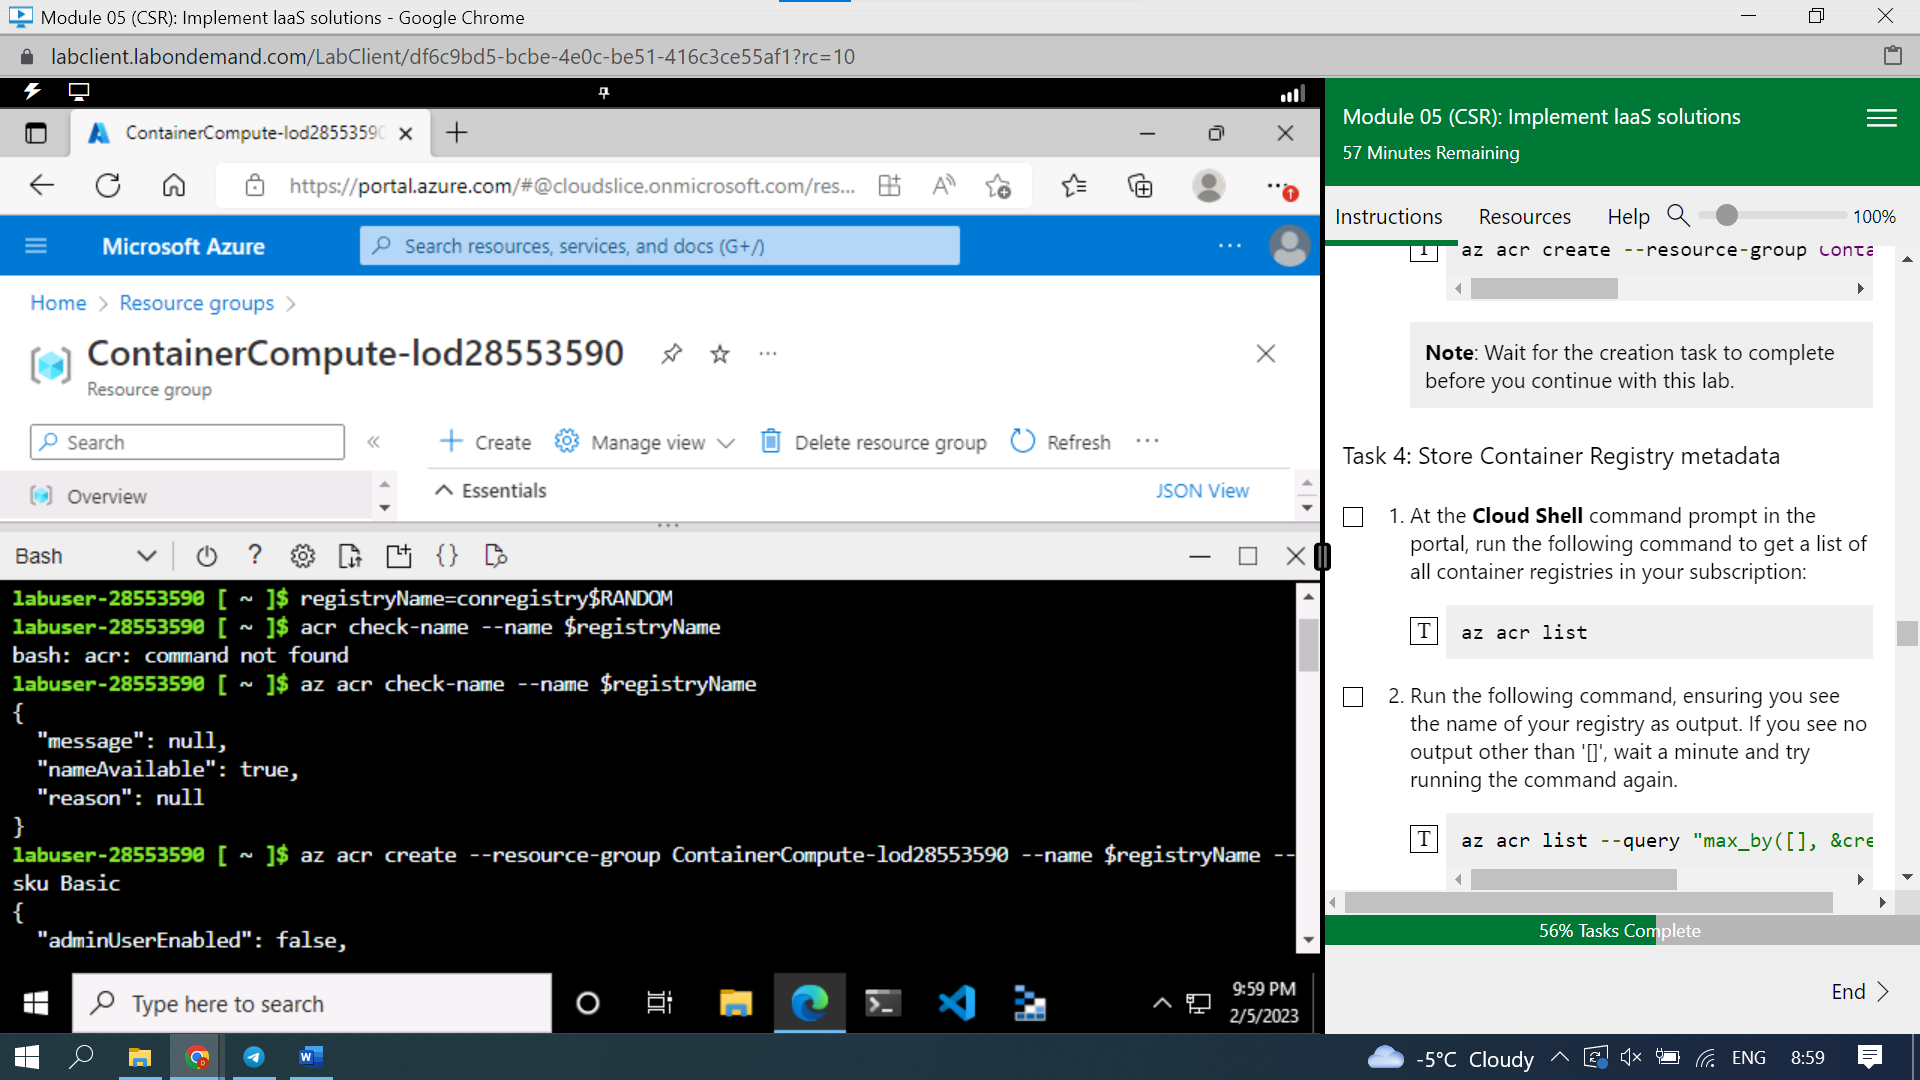 Module 05 (CSR): Implement IaaS solutions - Google Chrome
labclient.labondemand.com/LabClient/df6c9bd5-bcbe-4e0c-be51-416c3ce55af1?rc=10
ContainerCompute-lod28553590
https://portal.azure.com/#@cloudslice.onmicrosoft.com/res...
Microsoft Azure
Search resources, services, and docs (G+/)
Home > Resource groups >
ContainerCompute-lod28553590
Resource group
Search
Create
Manage view
Delete resource group
Refresh
Overview
Essentials
JSON View
Bash
labuser-28553590 [ ~ ]$ registryName=conregistry$RANDOM
labuser-28553590 [ ~ ]$ acr check-name --name $registryName
bash: acr: command not found
labuser-28553590 [ ~ ]$ az acr check-name --name $registryName
{
"message": null,
"nameAvailable": true,
"reason": null
}
labuser-28553590 [ ~ ]$ az acr create --resource-group ContainerCompute-lod28553590 --name $registryName --
sku Basic
{
"adminUserEnabled": false,
Type here to search
9:59 PM
2/5/2023
Module 05 (CSR): Implement IaaS solutions
57 Minutes Remaining
Instructions
Resources
Help
100%
T
az acr create --resource-group Conta
Note: Wait for the creation task to complete
before you continue with this lab.
Task 4: Store Container Registry metadata
1. At the Cloud Shell command prompt in the
portal, run the following command to get a list of
all container registries in your subscription:
T
az acr list
2. Run the following command, ensuring you see
the name of your registry as output. If you see no
output other than '[]', wait a minute and try
running the command again.
T
az acr list --query "max_by([], &cre
56% Tasks Complete
End >
-5°C Cloudy
ENG
8:59